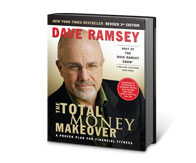 NEW YORK TIMES BESTSELLER REVISED 3RD EDITION
DAVE RAMSEY
HOST OF
THE
DAVE RAMSEY
SHOW
THE
TOTAL
MONEY
MAKEOVER
A PROVEN PLAN FOR FINANCIAL FITNESS